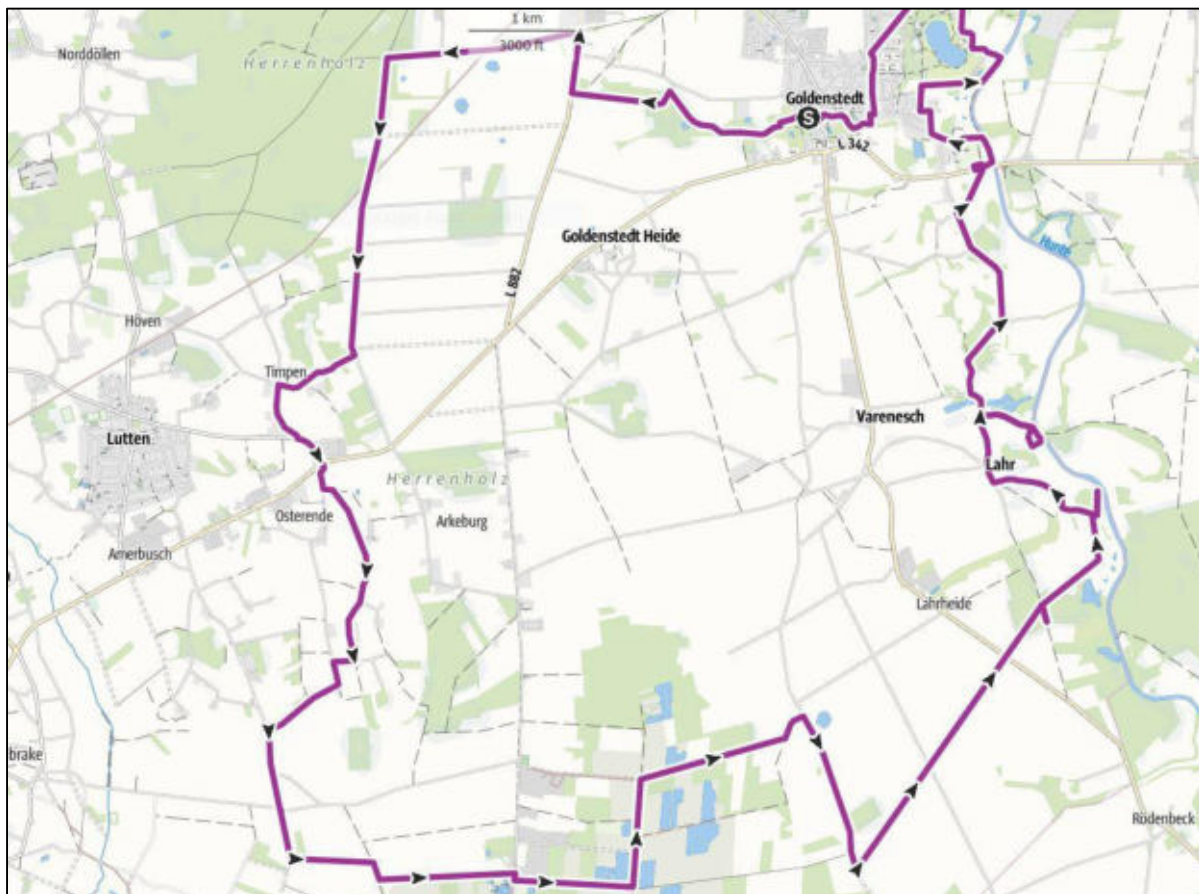 1 km
3000 ft
Norddöllen
Herrenholz
Goldenstedt
S
L 342
Goldenstedt Heide
Hunte
L 882
Höven
Timpen
Varenesch
Lutten
Lahr
Herrenholz
Osterende
Arkeburg
Amerbusch
Lahrheide
brake
Rödenbeck